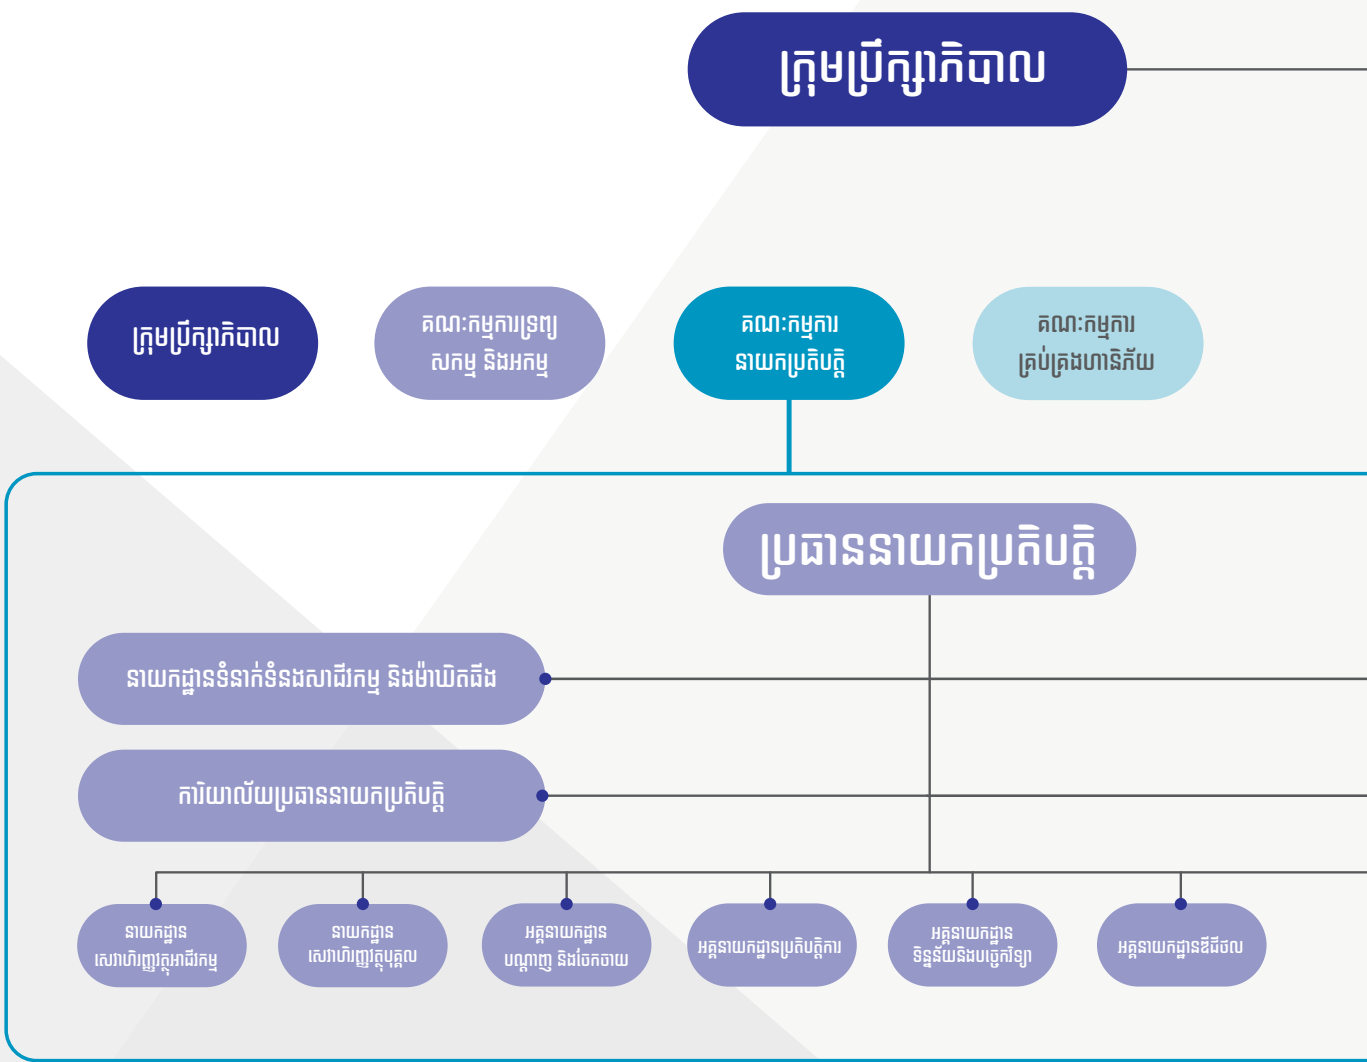 ក្រុមប្រឹក្សាភិបាល
ក្រុមប្រឹក្សាភិបាល
គណៈកម្មការទ្រព្យ
សកម្ម និងអកម្ម
គណៈកម្មការ
នាយកប្រតិបត្តិ
គណៈកម្មការ
គ្រប់គ្រងហានិភ័យ
ប្រធាននាយកប្រតិបត្តិ
នាយកដ្ឋានទំនាក់ទំនងសាជីវកម្ម និងម៉ាឃិតធីង
ការិយាល័យប្រធាននាយកប្រតិបត្តិ
នាយកដ្ឋាន
សេវាហិរញ្ញវត្ថុអាជីវកម្ម
នាយកដ្ឋាន
សេវាហិរញ្ញវត្ថុបុគ្គល
អគ្គនាយកដ្ឋាន
បណ្តាញ និងចែកចាយ
អគ្គនាយកដ្ឋានប្រតិបត្តិការ
អគ្គនាយកដ្ឋាន
ទិន្នន័យនិងបច្ចេកវិទ្យា
អគ្គនាយកដ្ឋានឌីជីថល